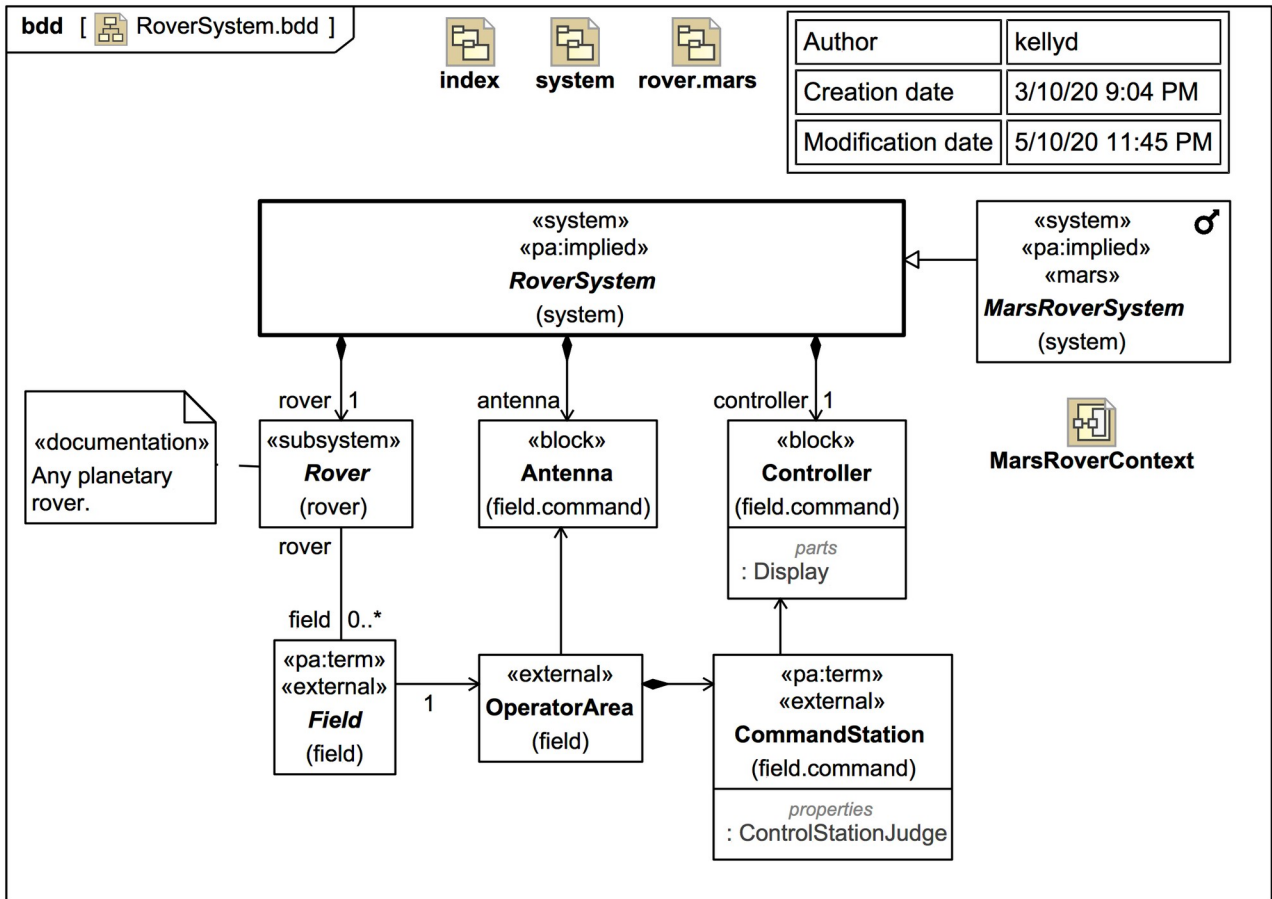 bdd [ RoverSystem.bdd ]
index
system
rover.mars
Author kellyd
Creation date 3/10/20 9:04 PM
Modification date 5/10/20 11:45 PM
«system»
«pa:implied»
RoverSystem
(system)
«system»
«pa:implied»
«mars»
MarsRoverSystem
(system)
rover 1
antenna
controller 1
«documentation»
Any planetary
rover.
«subsystem»
Rover
(rover)
«block»
Antenna
(field.command)
«block»
Controller
(field.command)
parts
: Display
MarsRoverContext
rover
field 0..*
«pa:term»
«external»
Field
(field)
1
«external»
OperatorArea
(field)
«pa:term»
«external»
CommandStation
(field.command)
properties
: ControlStationJudge